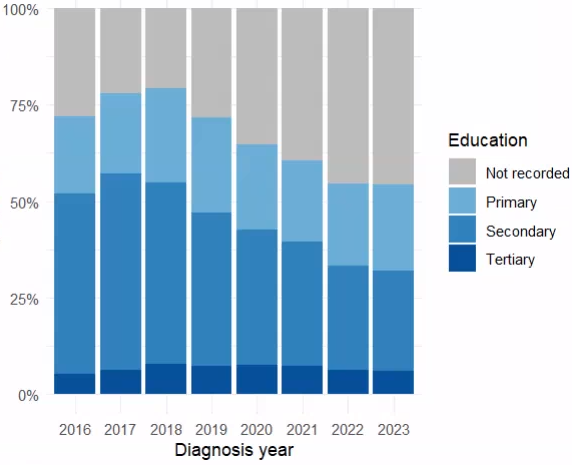 100%
75%
50%
25%
0%
2016 2017 2018 2019 2020 2021 2022 2023
Diagnosis year
Education
Not recorded
Primary
Secondary
Tertiary